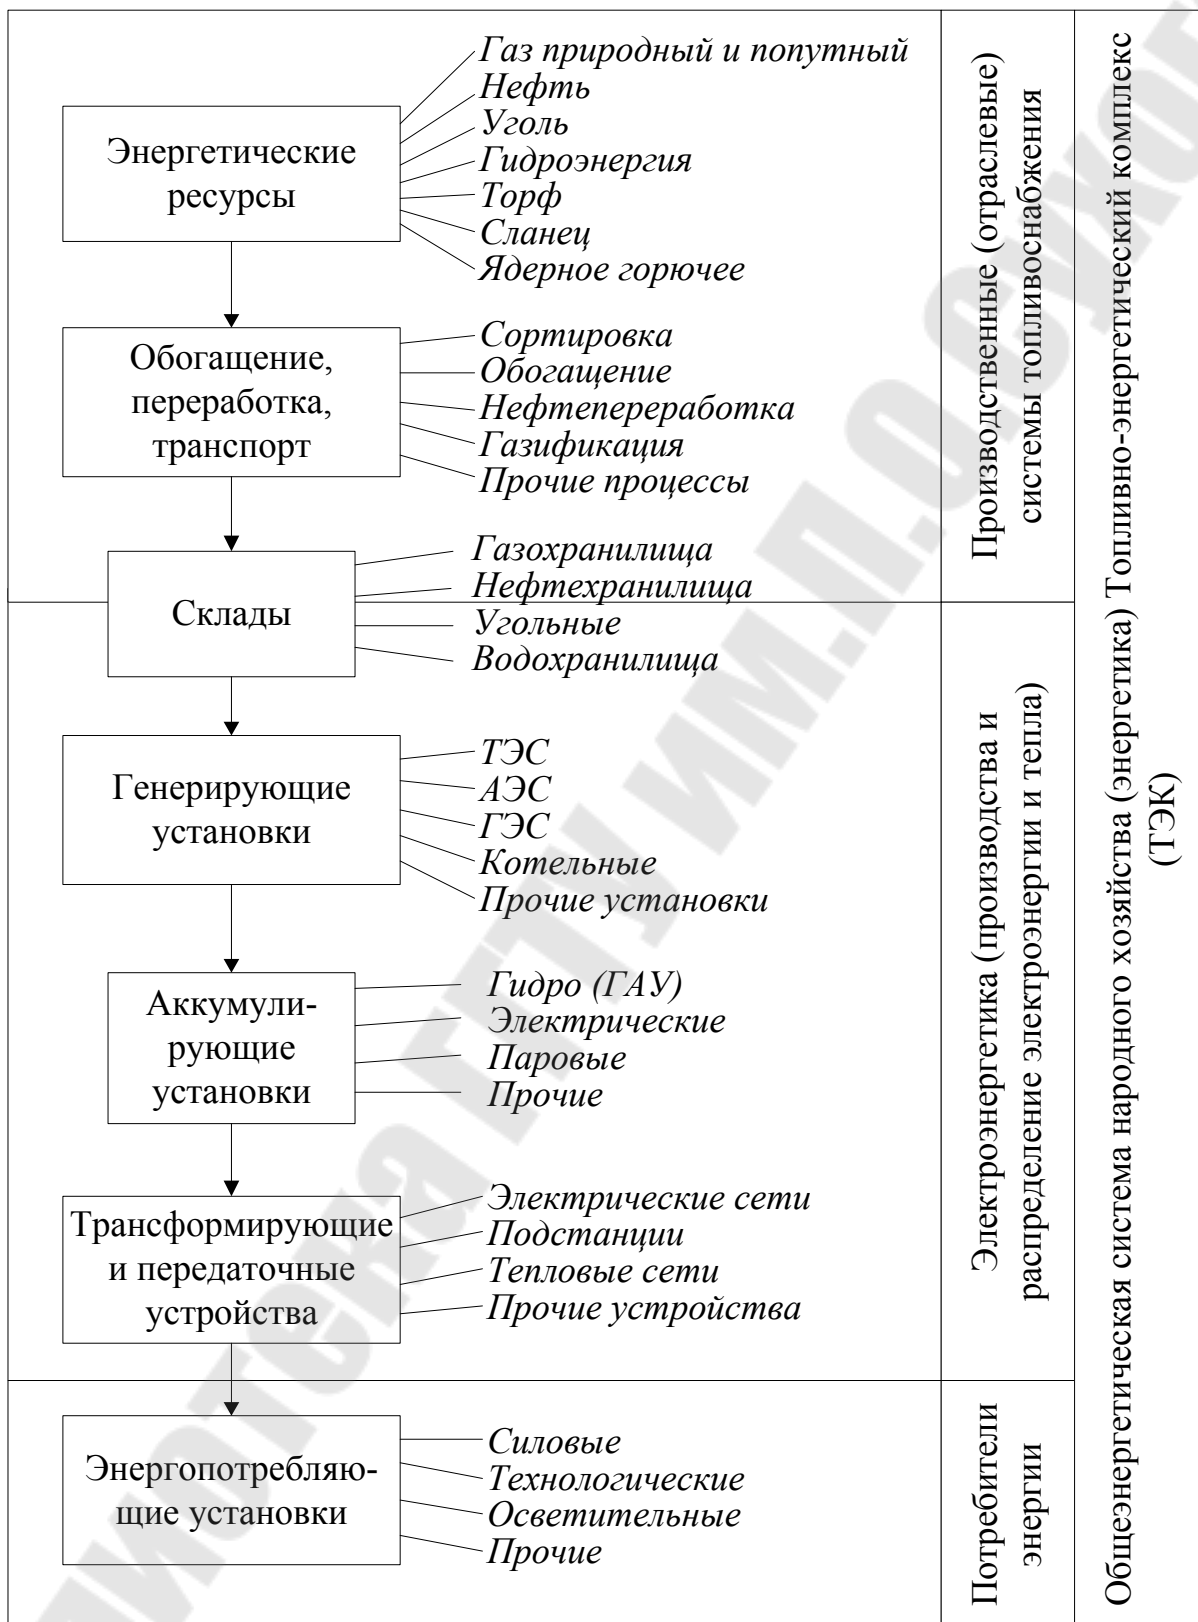 Энергетические
ресурсы
Газ природный и попутный
Нефть
Уголь
Гидроэнергия
Торф
Сланец
Ядерное горючее
Обогащение,
переработка,
транспорт
Сортировка
Обогащение
Нефтепереработка
Газификация
Прочие процессы
Склады
Газохранилища
Нефтехранилища
Угольные
Водохранилища
Генерирующие
установки
ТЭС
АЭС
ГЭС
Котельные
Прочие установки
Аккумули-
рующие
установки
Гидро (ГАУ)
Электрические
Паровые
Прочие
Трансформирующие
и передаточные
устройства
Электрические сети
Подстанции
Тепловые сети
Прочие устройства
Энергопотребляю-
щие установки
Силовые
Технологические
Осветительные
Прочие
Производственные (отраслевые)
системы топливоснабжения
Электроэнергетика (производства и
распределение электроэнергии и тепла)
Потребители
энергии
Общеэнергетическая система народного хозяйства (энергетика) Топливно-энергетический комплекс
(ТЭК)
ГГТУ ИМ.П.О.Сухог